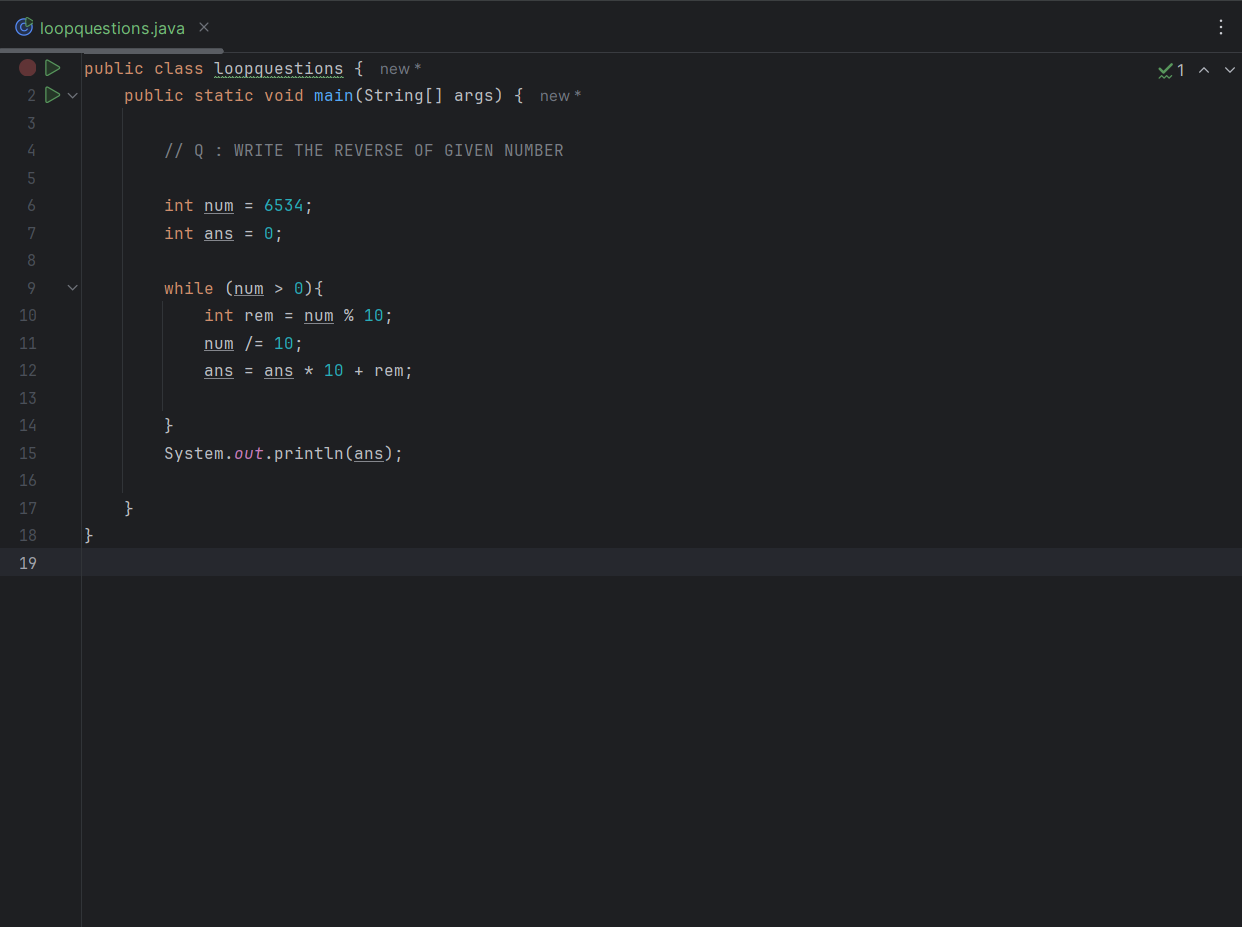 loopquestions.java
public class loopquestions { new *
2 public static void main(String[] args) { new * 1
3
4 // Q : WRITE THE REVERSE OF GIVEN NUMBER
5
6 int num = 6534;
7 int ans = 0;
8
9 while (num > 0){
10 int rem = num % 10;
11 num /= 10;
12 ans = ans * 10 + rem;
13
14 }
15 System.out.println(ans);
16
17 }
18 }
19